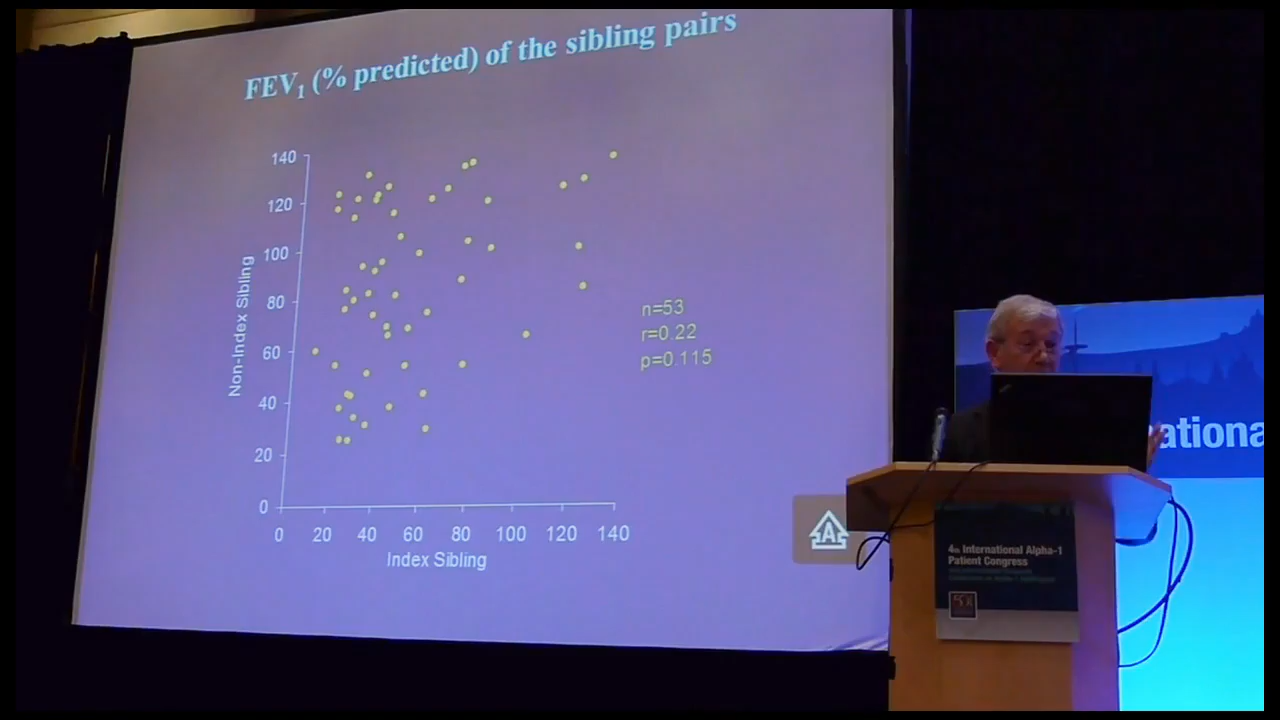 FEV₁ (% predicted) of the sibling pairs
140
120
100
80
60
40
20
0
Non-Index Sibling
0 20 40 60 80 100 120 140
Index Sibling
n=53
r=0.22
p=0.115
A
ationa
4th International Alpha-1
Patient Congress